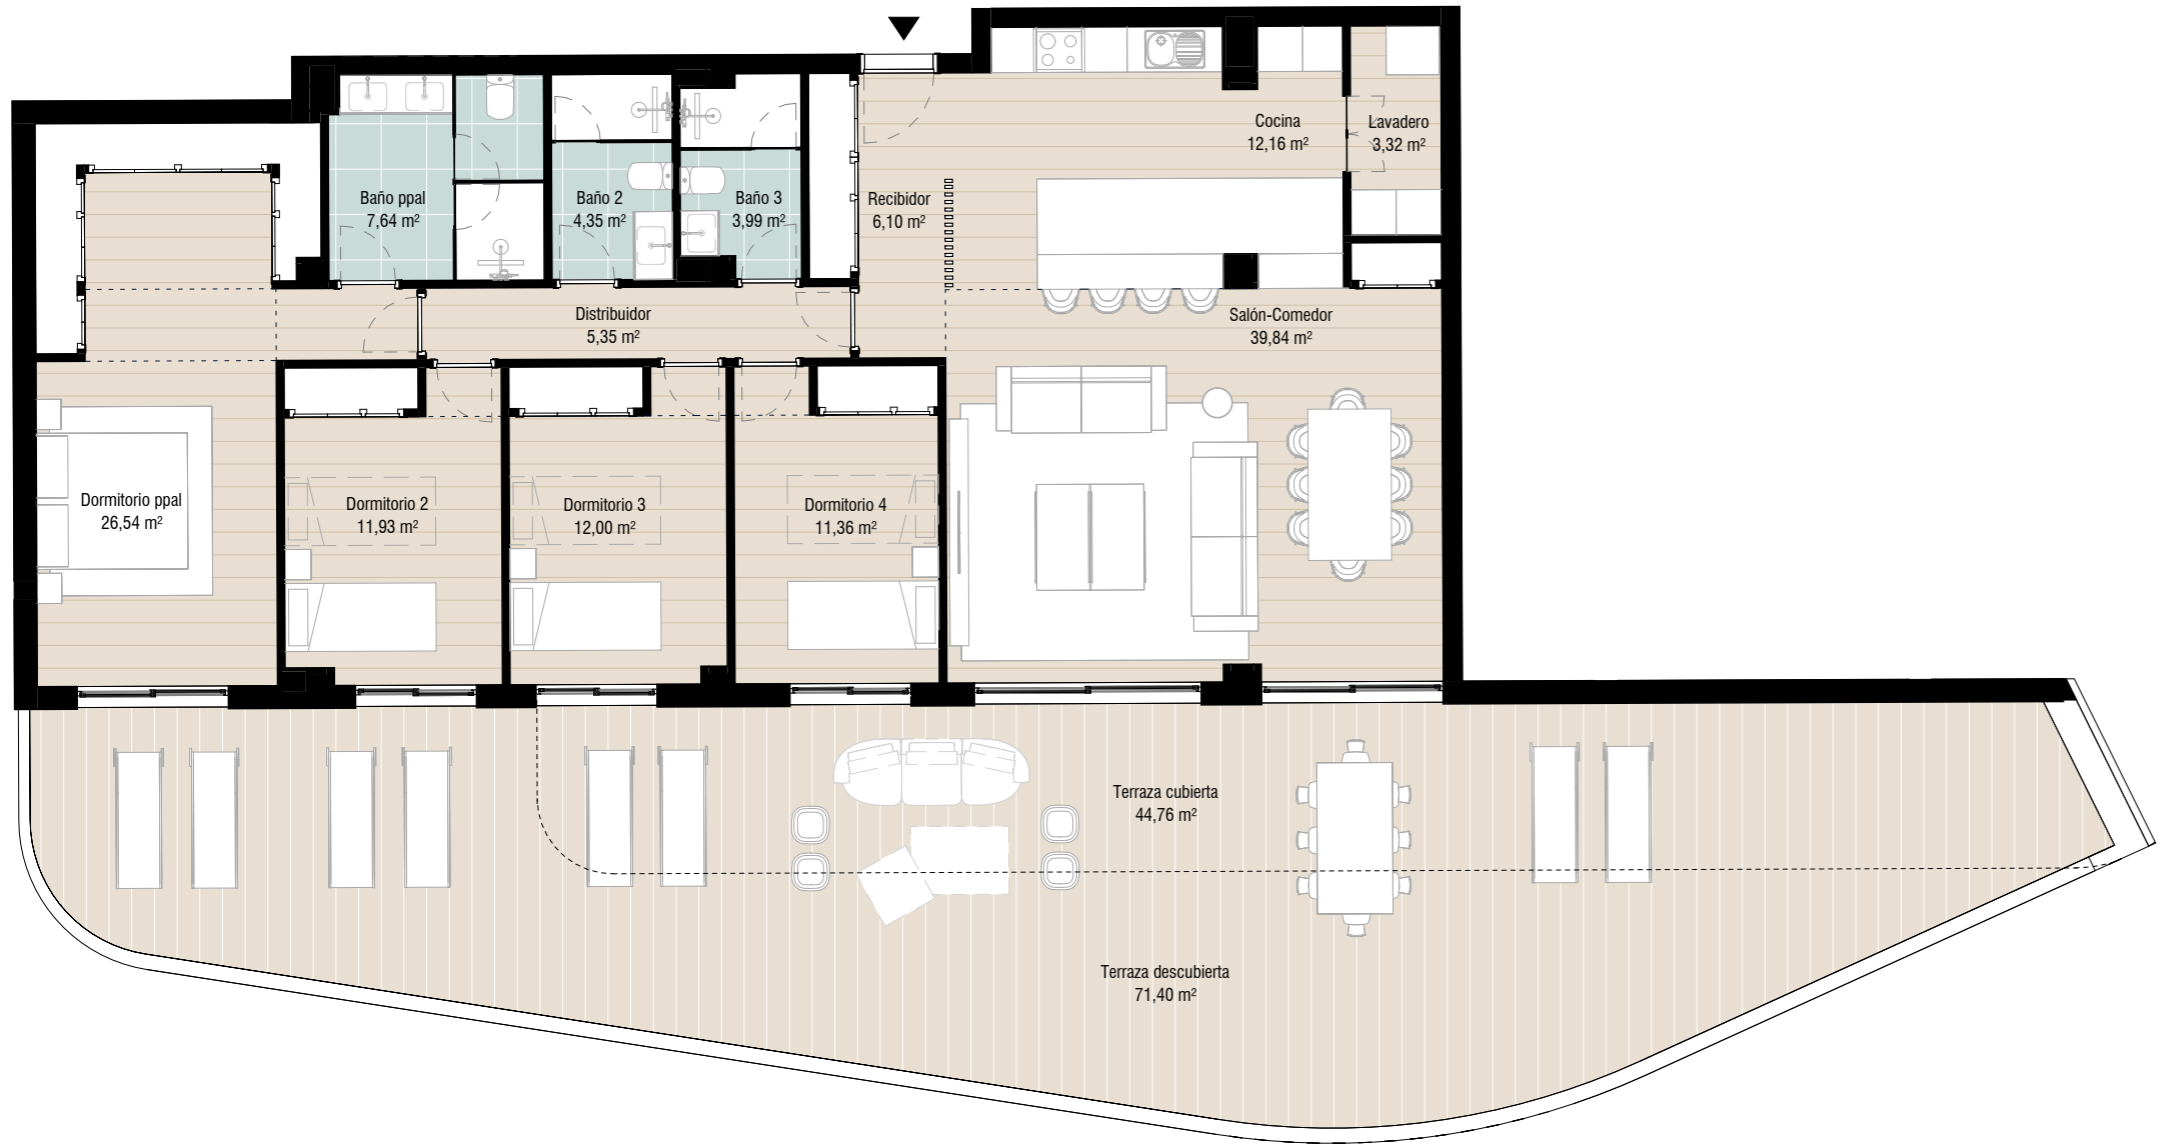 Cocina
12,16 m²
Lavadero
3,32 m²
Baño ppal
7,64 m²
Baño 2
4,35 m²
Baño 3
3,99 m²
Recibidor
6,10 m²
Distribuidor
5,35 m²
Salón-Comedor
39,84 m²
Dormitorio ppal
26,54 m²
Dormitorio 2
11,93 m²
Dormitorio 3
12,00 m²
Dormitorio 4
11,36 m²
Terraza cubierta
44,76 m²
Terraza descubierta
71,40 m²